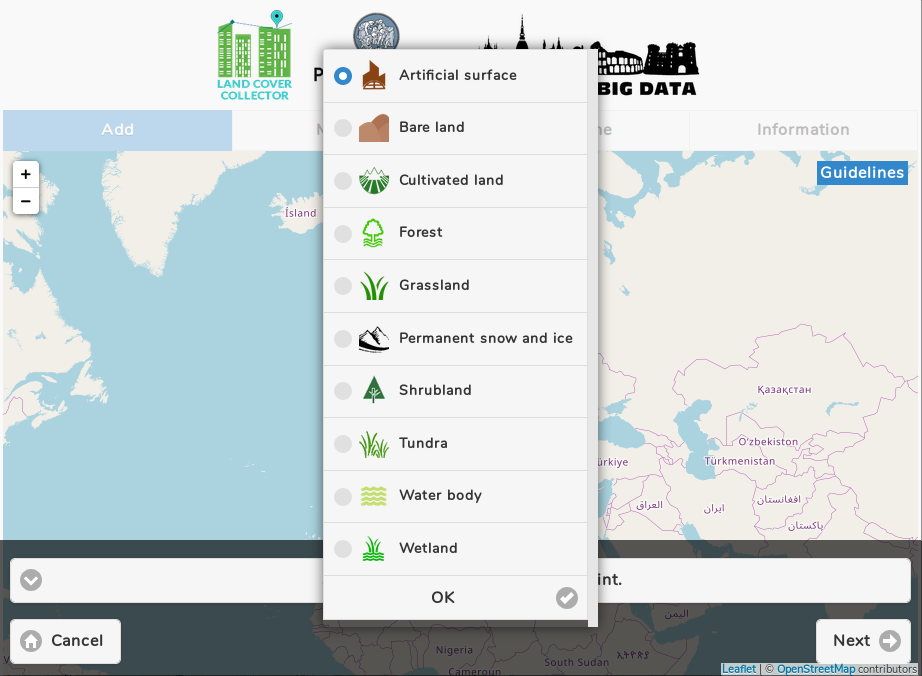 LAND COVER
COLLECTOR
P
BIG DATA
Add
Information
+
−
Guidelines
Ísland
Artificial surface
Bare land
Cultivated land
Forest
Grassland
Permanent snow and ice
Shrubland
Tundra
Water body
Wetland
OK
Қазақстан
Oʻzbekiston
Türkmenistan
ürkiye
العراق
ایران
افغانستان
پاکستان
int.
Cancel
Next
اليمن
Nigeria
South Sudan
ኢትዮጵያ
Cameroun
Leaflet | © OpenStreetMap contributors